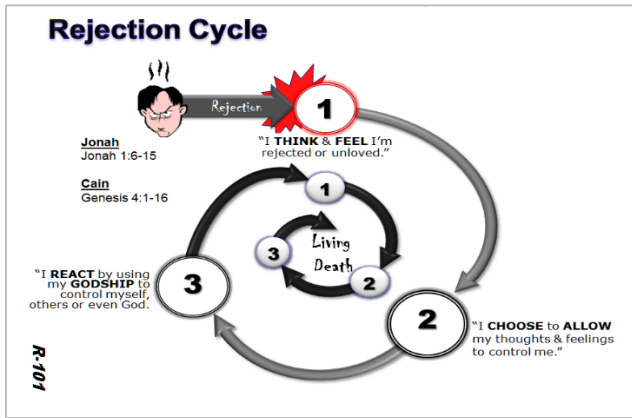 Rejection Cycle
Rejection
1
"I THINK & FEEL I'm
rejected or unloved."
Jonah
Jonah 1:6-15
Cain
Genesis 4:1-16
1
Living
Death
2
3
2
"I CHOOSE to ALLOW
my thoughts & feelings
to control me."
3
"I REACT by using
my GODSHIP to
control myself,
others or even God.
R-101